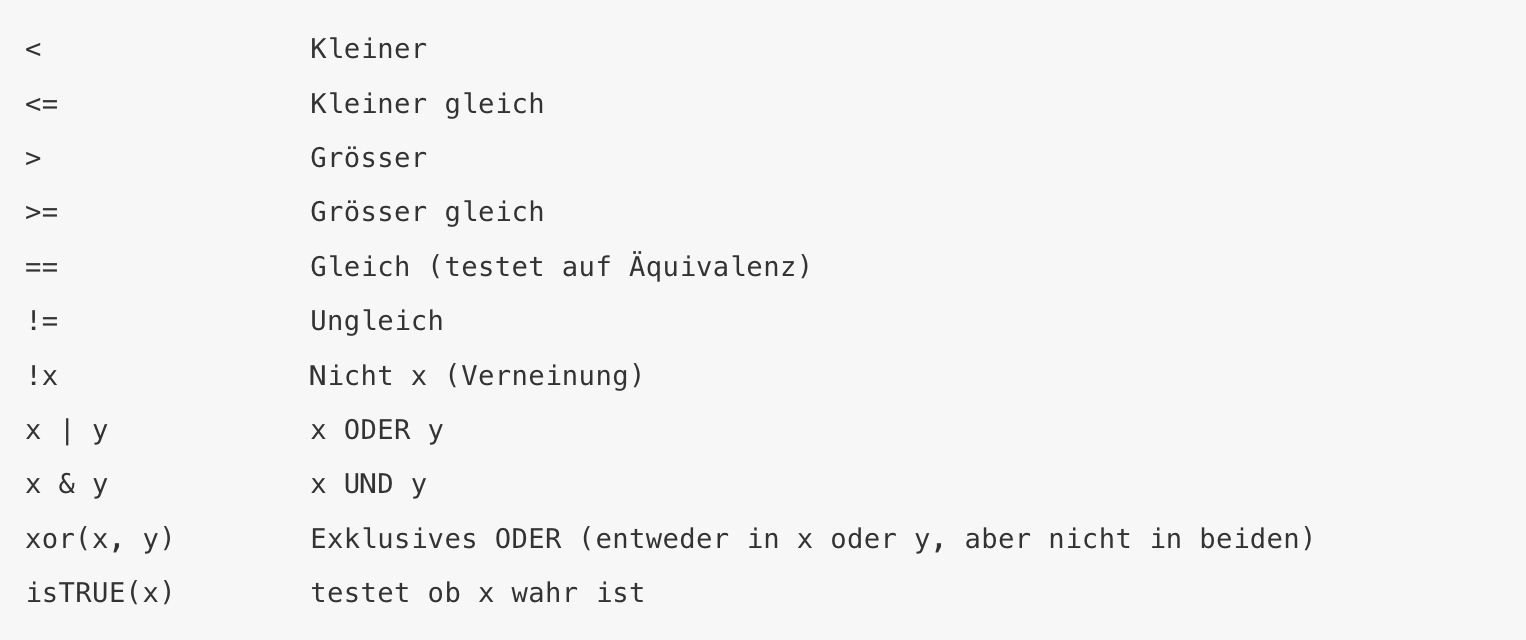 < Kleiner
<= Kleiner gleich
> Grösser
>= Grösser gleich
== Gleich (testet auf Äquivalenz)
!= Ungleich
!x Nicht x (Verneinung)
x | y x ODER y
x & y x UND y
xor(x, y) Exklusives ODER (entweder in x oder y, aber nicht in beiden)
isTRUE(x) testet ob x wahr ist